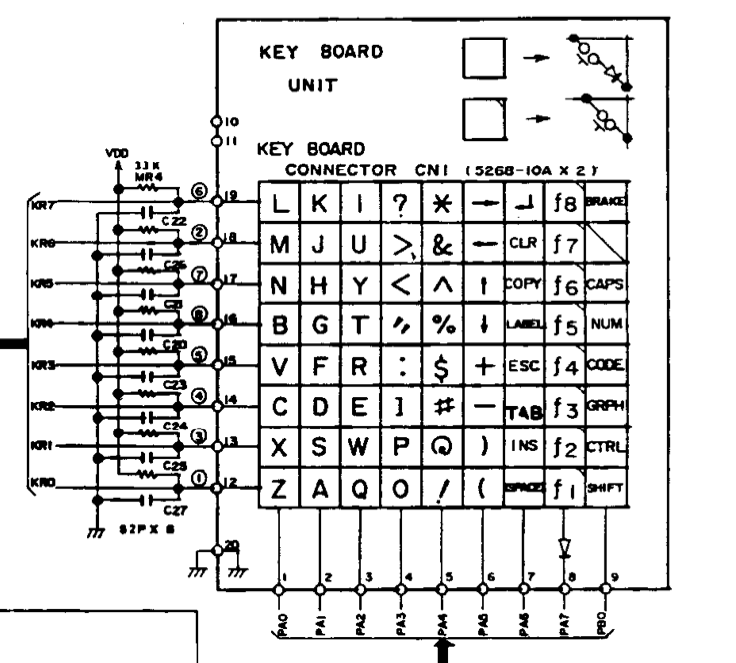 KEY BOARD
UNIT
10
11
KEY BOARD
CONNECTOR CN1 (5268-10A X 2)
VDD
33K
MR4
KR7 6 19 L K I ? * → ↲ f8 BRAKE
C22
KR6 2 18 M J U > & ← CLR f7
C26
KR5 7 17 N H Y < ^ ↑ COPY f6 CAPS
C21
KR4 8 16 B G T " % ↓ LABEL f5 NUM
C20
KR3 5 15 V F R : $ + ESC f4 CODE
C23
KR2 4 14 C D E ] # − TAB f3 GRPH
C24
KR1 3 13 X S W P @ ) INS f2 CTRL
C25
KR0 1 12 Z A Q O / ( SPACE f1 SHIFT
C27
82P X 8
20
1 2 3 4 5 6 7 8 9
PA0 PA1 PA2 PA3 PA4 PA5 PA6 PA7 PB0